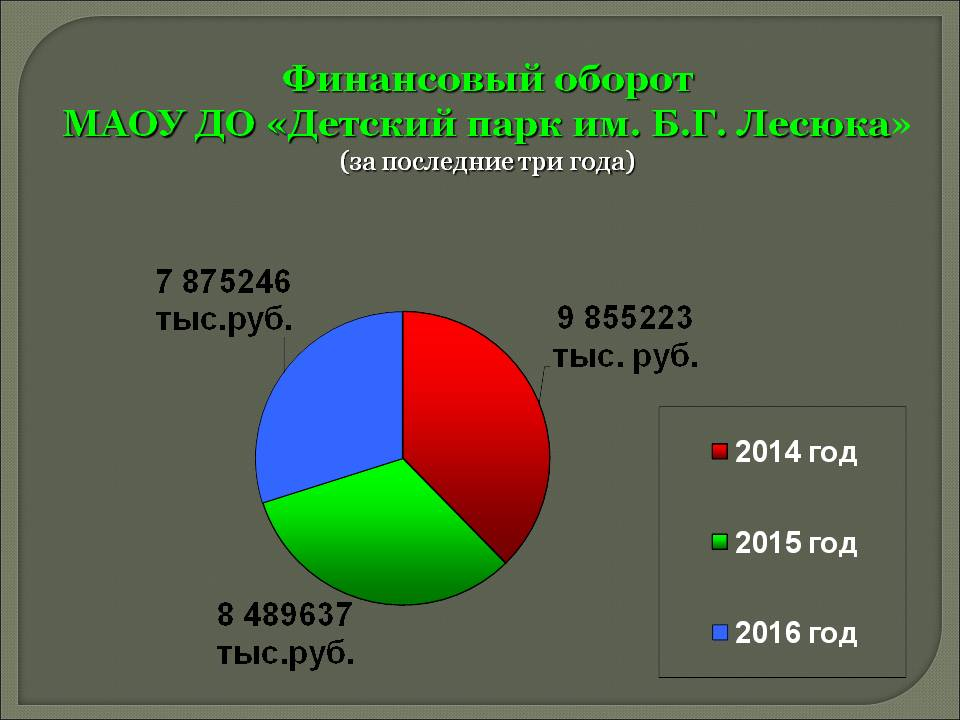 Финансовый оборот
МАОУ ДО «Детский парк им. Б.Г. Лесюка»
(за последние три года)
7 875246
тыс.руб.
9 855223
тыс. руб.
8 489637
тыс.руб.
2014 год
2015 год
2016 год